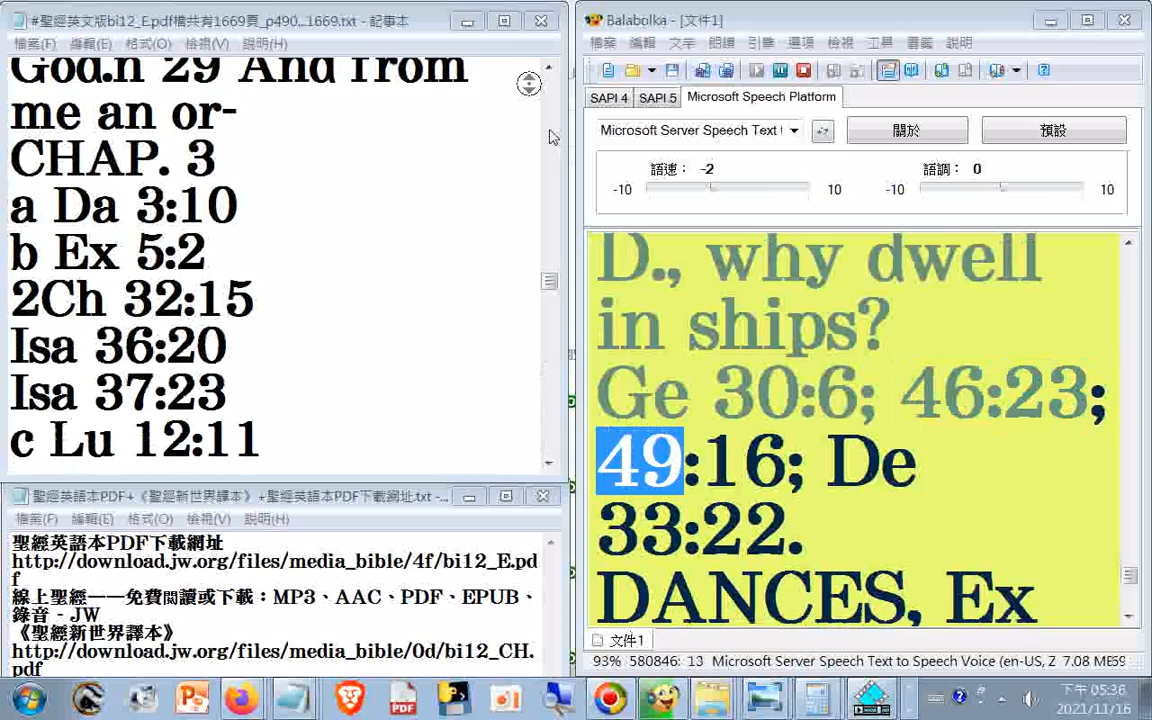 #聖經英文版bi12_E.pdf橫共有1669頁_p490...1669.txt - 記事本
檔案(F) 編輯(E) 格式(O) 檢視(V) 說明(H)
God.n 29 And from
me an or-
CHAP. 3
a Da 3:10
b Ex 5:2
2Ch 32:15
Isa 36:20
Isa 37:23
c Lu 12:11
聖經英語本PDF+《聖經新世界譯本》+聖經英語本PDF下載網址.txt - ...
檔案(F) 編輯(E) 格式(O) 檢視(V) 說明(H)
聖經英語本PDF下載網址
http://download.jw.org/files/media_bible/4f/bi12_E.pd
f
線上聖經——免費閱讀或下載：MP3、AAC、PDF、EPUB、
錄音 - JW
《聖經新世界譯本》
http://download.jw.org/files/media_bible/0d/bi12_CH.
pdf
Balabolka - [文件1]
檔案 編輯 文字 朗讀 引擎 選項 檢視 工具 書籤 說明
SAPI 4 SAPI 5 Microsoft Speech Platform
Microsoft Server Speech Text t 關於 預設
語速： -2 語調： 0
-10 10 -10 10
D., why dwell
in ships?
Ge 30:6; 46:23;
49:16; De
33:22.
DANCES, Ex
文件1
93% 580846: 13 Microsoft Server Speech Text to Speech Voice (en-US, Z 7.08 ME59
PDF
下午 05:36
2021/11/16